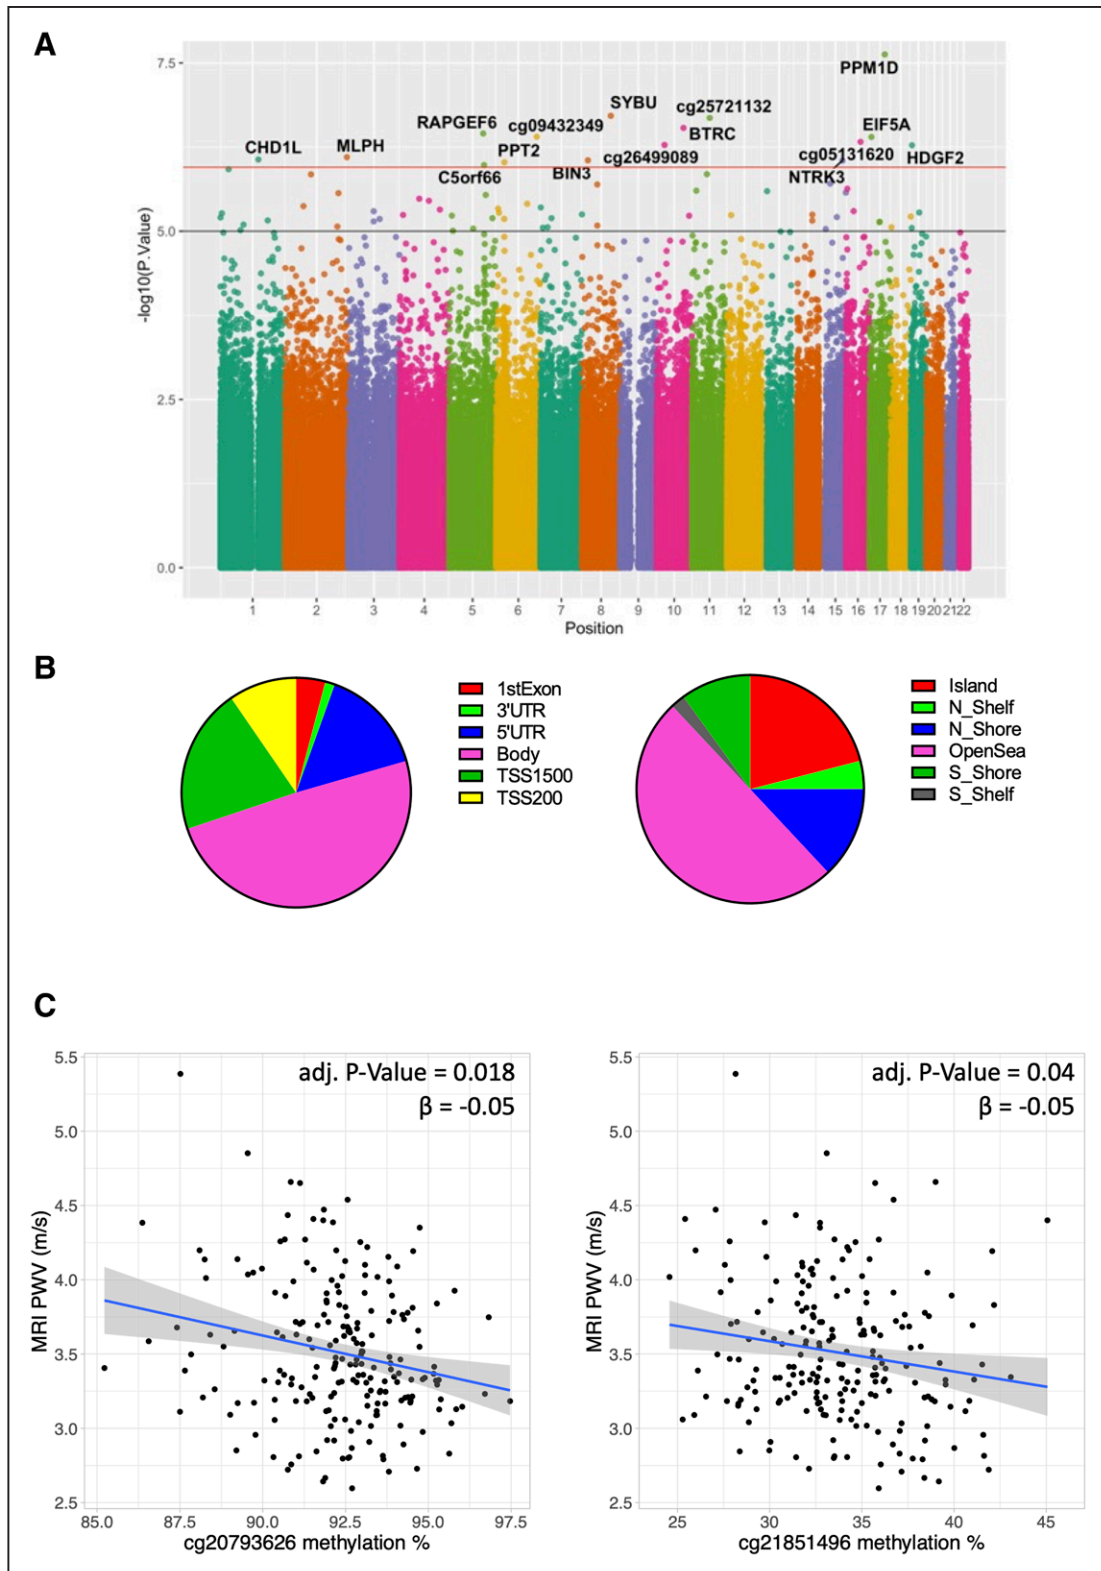 A
7.5
5.0
2.5
0.0
-log10(P.Value)
PPM1D
SYBU
cg25721132
RAPGEF6
cg09432349
EIF5A
BTRC
CHD1L
MLPH
PPT2
cg26499089
cg05131620
HDGF2
C5orf66
BIN3
NTRK3
1 2 3 4 5 6 7 8 9 10 11 12 13 14 15 16 17 18 19 20 21 22
Position
B
1stExon
3'UTR
5'UTR
Body
TSS1500
TSS200
Island
N_Shelf
N_Shore
OpenSea
S_Shore
S_Shelf
C
adj. P-Value = 0.018
β = -0.05
MRI PWV (m/s)
5.5
5.0
4.5
4.0
3.5
3.0
2.5
85.0 87.5 90.0 92.5 95.0 97.5
cg20793626 methylation %
adj. P-Value = 0.04
β = -0.05
MRI PWV (m/s)
5.5
5.0
4.5
4.0
3.5
3.0
2.5
25 30 35 40 45
cg21851496 methylation %